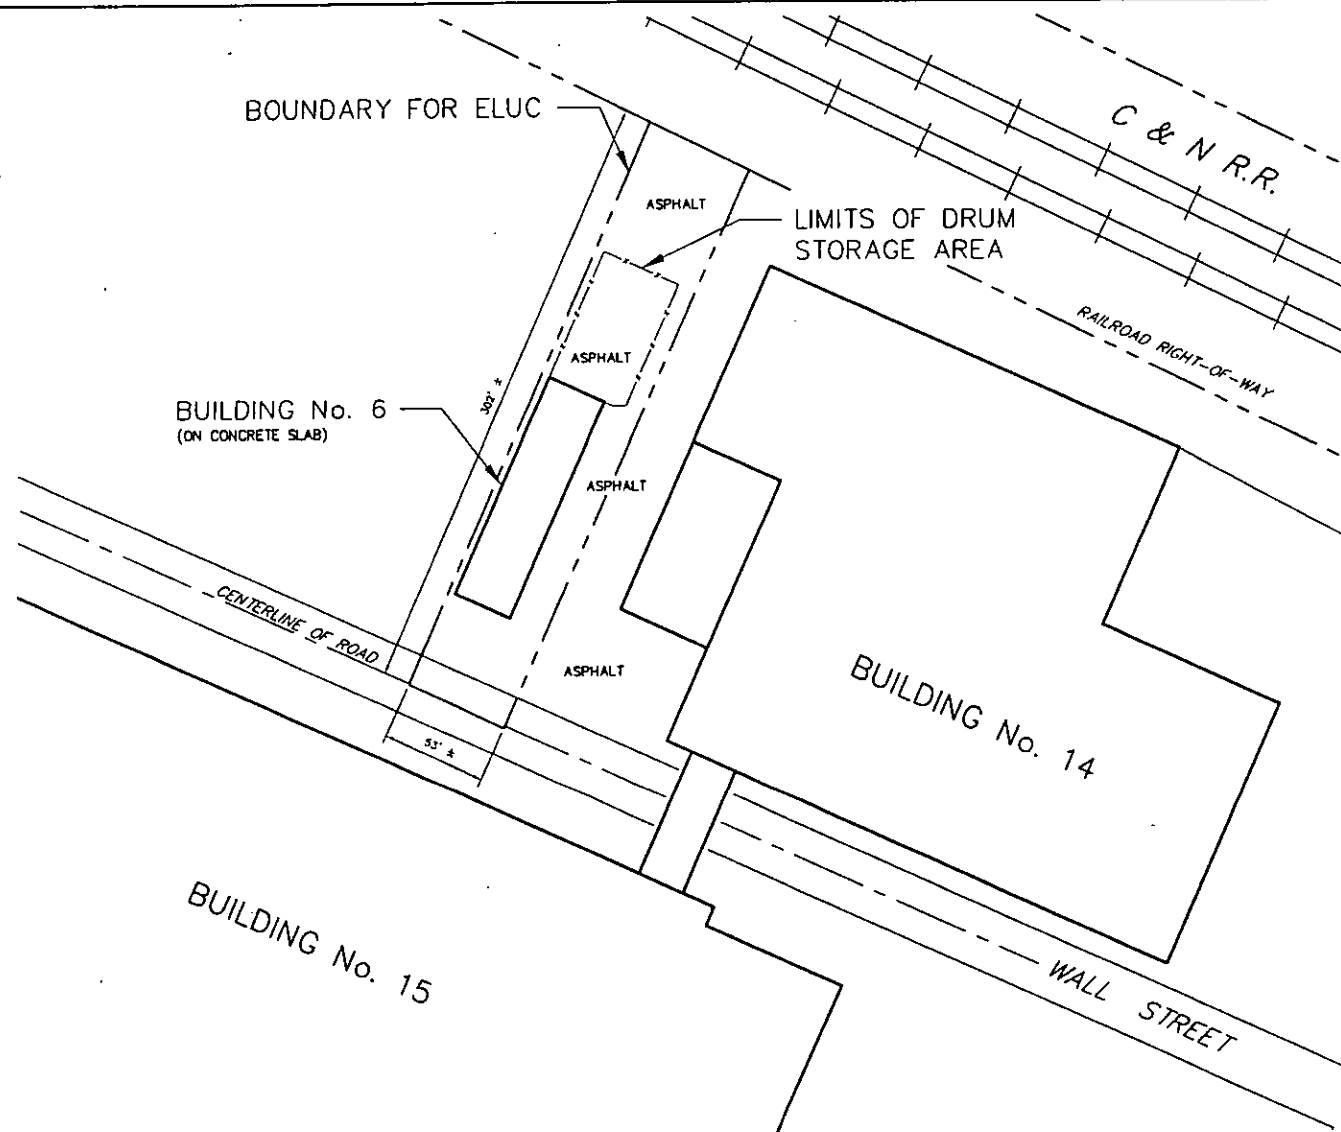 BOUNDARY FOR ELUC
C & N R.R.
ASPHALT
LIMITS OF DRUM
STORAGE AREA
RAILROAD RIGHT-OF-WAY
ASPHALT
302' ±
BUILDING No. 6
(ON CONCRETE SLAB)
ASPHALT
CENTERLINE OF ROAD
ASPHALT
BUILDING No. 14
53' ±
BUILDING No. 15
WALL STREET